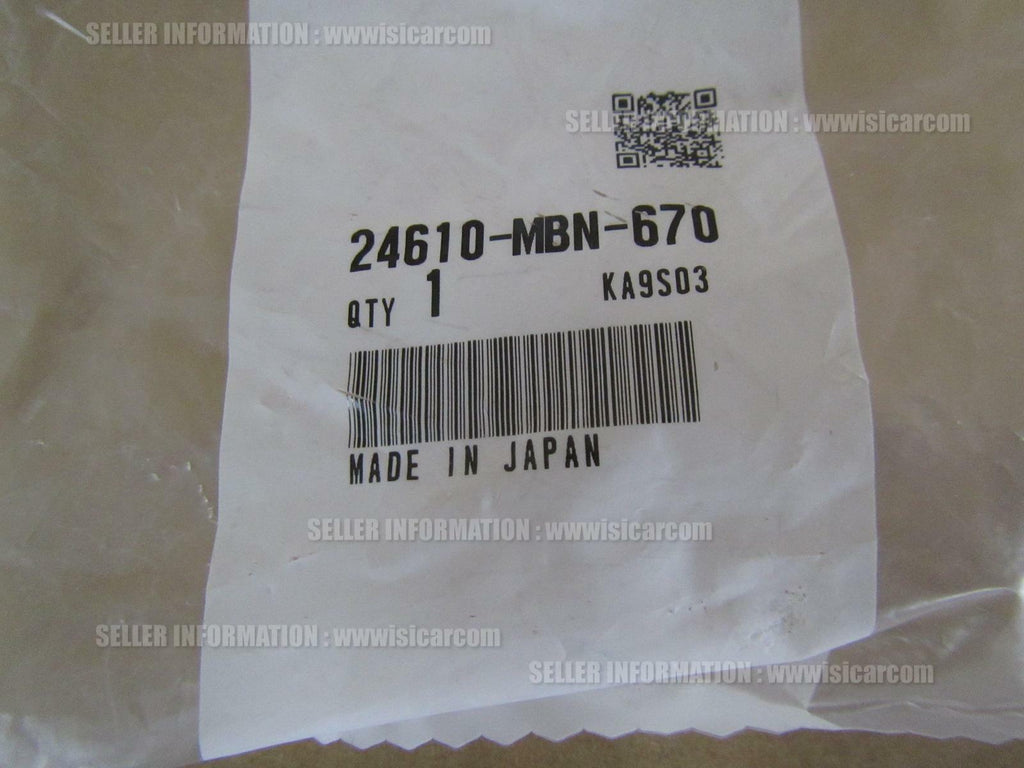 SELLER INFORMATION : wwwisicarcom
SELLER INFORMATION : wwwisicarcom
24610-MBN-670
QTY 1 KA9S03
MADE IN JAPAN
SELLER INFORMATION : wwwisicarcom
SELLER INFORMATION : wwwisicarcom
SELLER INFORMATION : wwwisicarcom